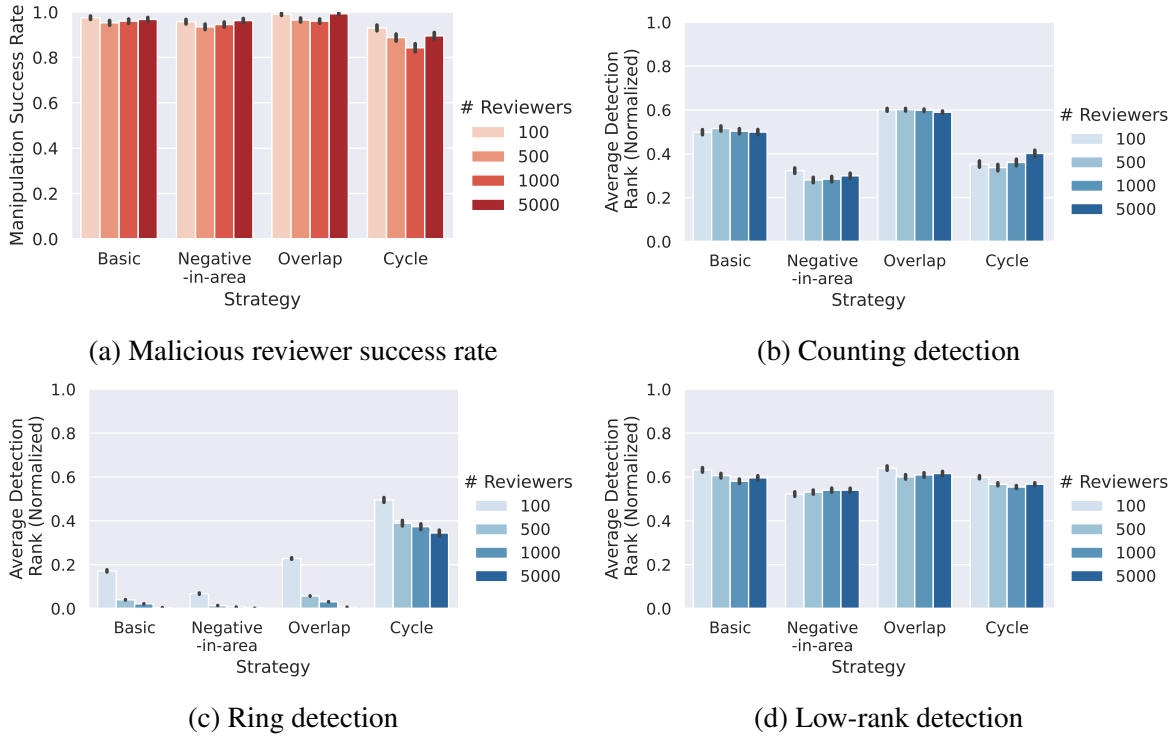 1.0
0.8
0.6
0.4
0.2
0.0
Manipulation Success Rate
Basic
Negative
-in-area
Overlap
Cycle
Strategy
# Reviewers
100
500
1000
5000
(a) Malicious reviewer success rate
1.0
0.8
0.6
0.4
0.2
0.0
Average Detection
Rank (Normalized)
Basic
Negative
-in-area
Overlap
Cycle
Strategy
# Reviewers
100
500
1000
5000
(b) Counting detection
1.0
0.8
0.6
0.4
0.2
0.0
Average Detection
Rank (Normalized)
Basic
Negative
-in-area
Overlap
Cycle
Strategy
# Reviewers
100
500
1000
5000
(c) Ring detection
1.0
0.8
0.6
0.4
0.2
0.0
Average Detection
Rank (Normalized)
Basic
Negative
-in-area
Overlap
Cycle
Strategy
# Reviewers
100
500
1000
5000
(d) Low-rank detection